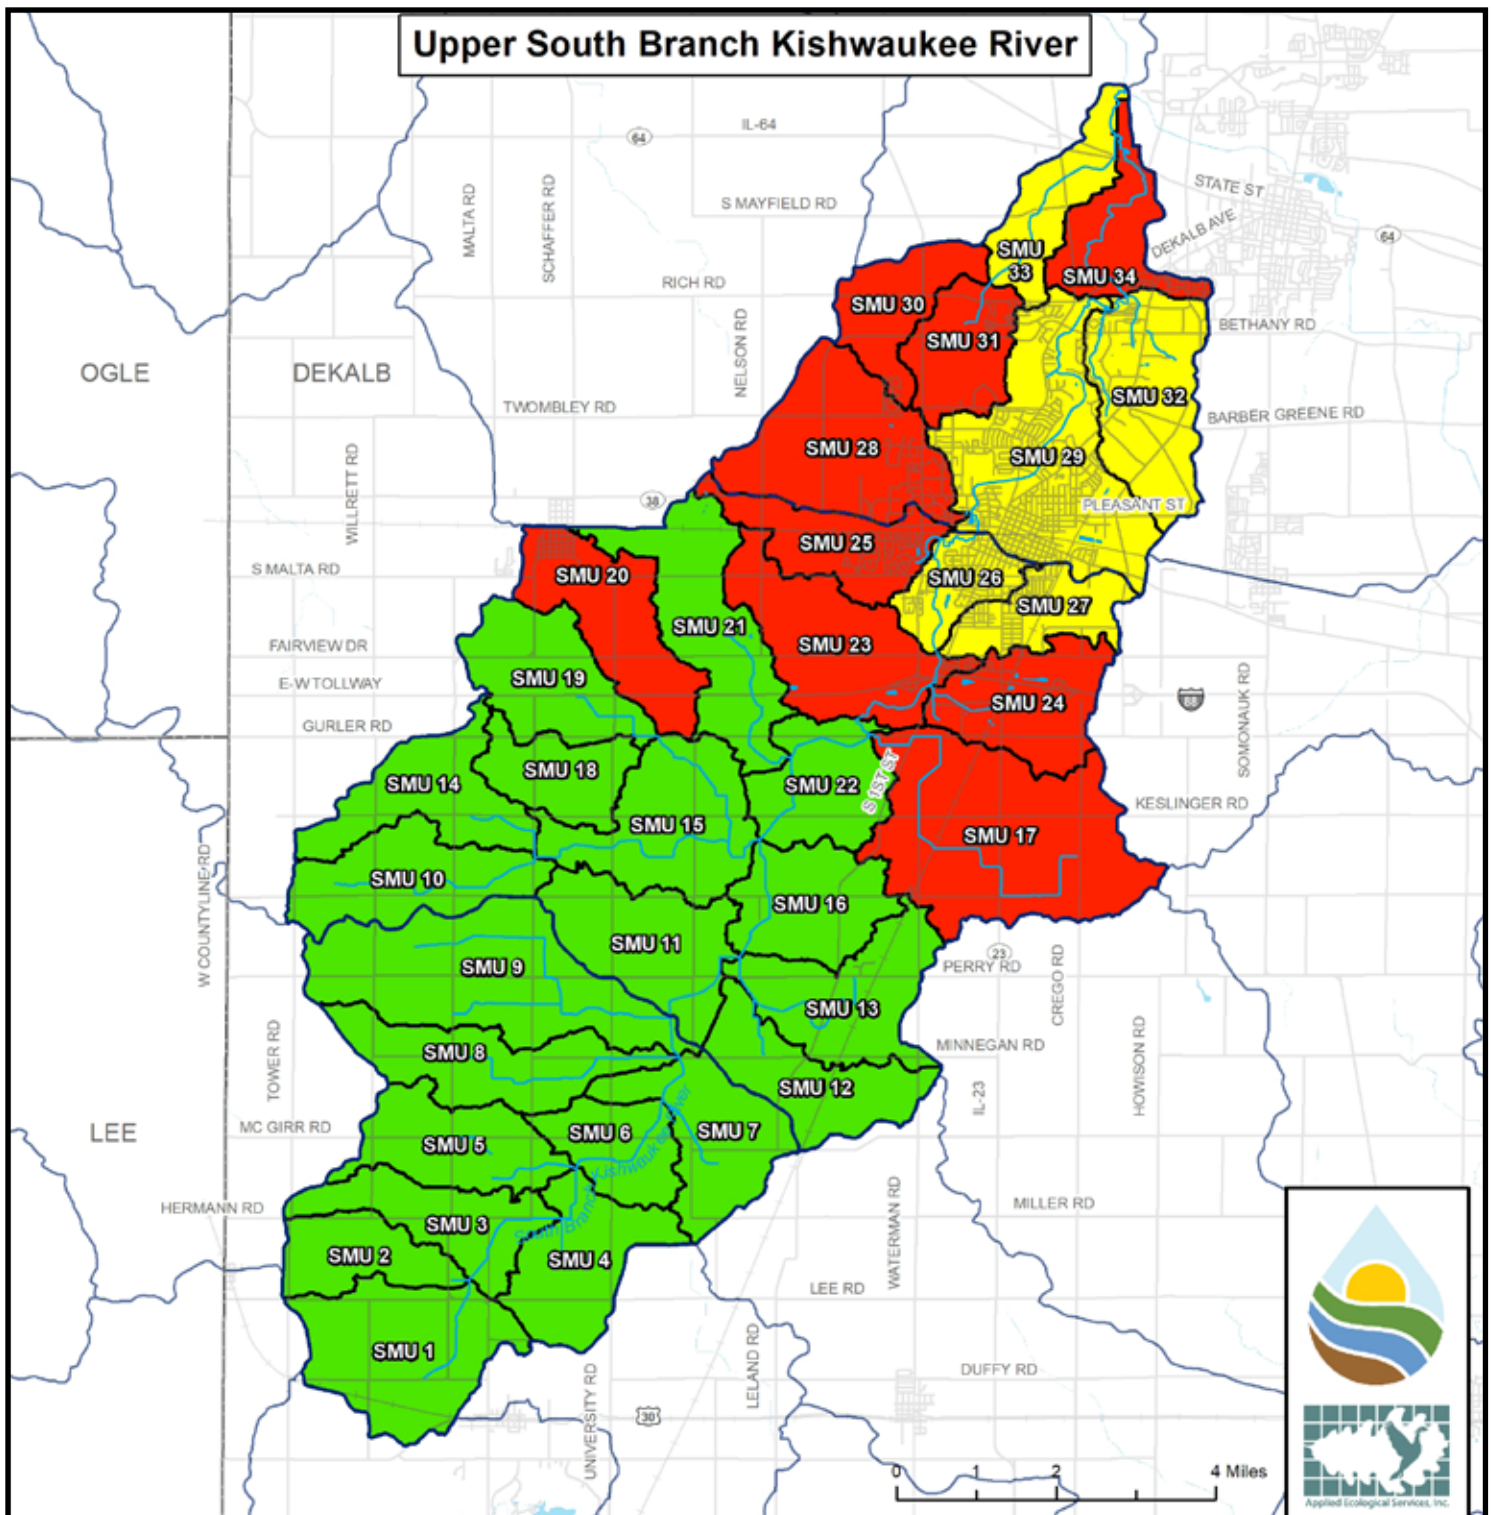 Upper South Branch Kishwaukee River
IL-64
64
STATE ST
MALTA RD
SCHAFFER RD
S MAYFIELD RD
DEKALB AVE
64
SMU 33
SMU 34
RICH RD
SMU 30
BETHANY RD
NELSON RD
SMU 31
OGLE
DEKALB
SMU 32
TWOMBLEY RD
BARBER GREENE RD
SMU 28
SMU 29
WILLRETT RD
38
PLEASANT ST
SMU 25
S MALTA RD
SMU 20
SMU 26
SMU 27
SMU 21
FAIRVIEW DR
SMU 23
SMU 19
E-W TOLLWAY
SMU 24
88
SOMONAUK RD
GURLER RD
SMU 18
SMU 14
SMU 22
S 1ST ST
KESLINGER RD
SMU 15
SMU 17
W COUNTYLINE RD
SMU 10
SMU 16
SMU 11
23
PERRY RD
SMU 9
CREGO RD
SMU 13
MINNEGAN RD
TOWER RD
SMU 8
HOWISON RD
SMU 12
IL-23
LEE
MC GIRR RD
SMU 5
SMU 6
SMU 7
South Branch Kishwaukee River
HERMANN RD
WATERMAN RD
MILLER RD
SMU 3
SMU 2
SMU 4
LEE RD
SMU 1
LELAND RD
DUFFY RD
UNIVERSITY RD
30
0 1 2 4 Miles
Applied Ecological Services, Inc.